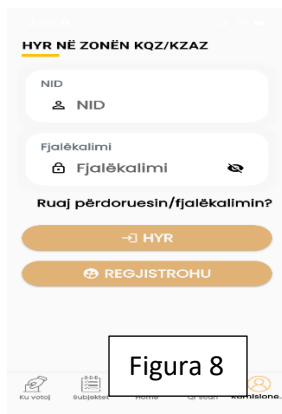 HYR NË ZONËN KQZ/KZAZ
NID
NID
Fjalëkalimi
Fjalëkalimi
Ruaj përdoruesin/fjalëkalimin?
HYR
REGJISTROHU
Figura 8
Ku votoj Subjektet Home QR scan Komisione